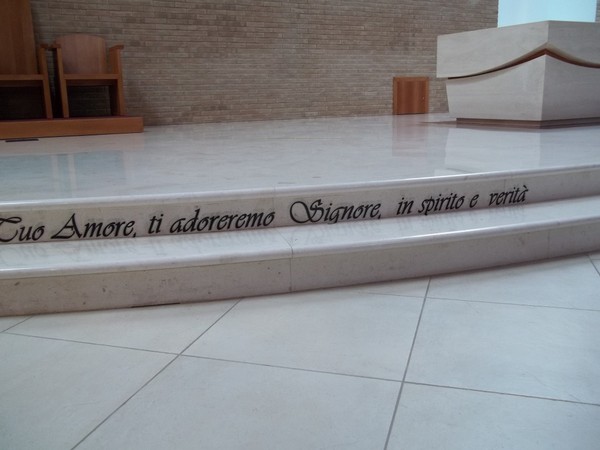 Tuo Amore, ti adoreremo Signore, in spirito e verità